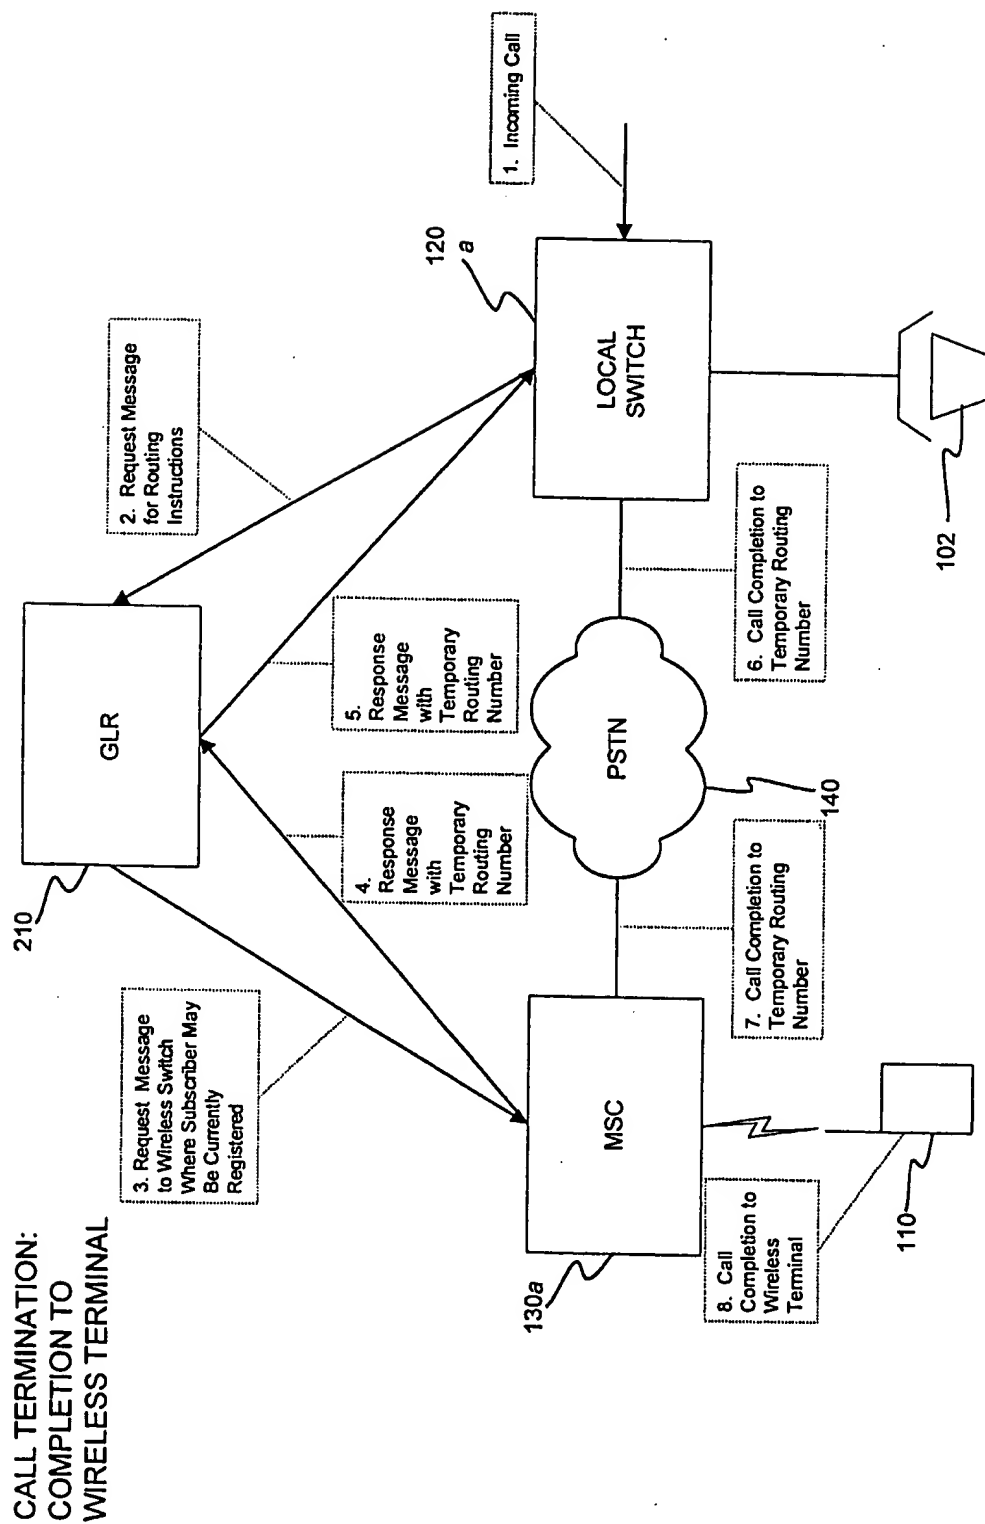 CALL TERMINATION:
COMPLETION TO
WIRELESS TERMINAL
210
GLR
3. Request Message
to Wireless Switch
Where Subscriber May
Be Currently
Registered
2. Request Message
for Routing
Instructions
4.
Response
Message
with
Temporary
Routing
Number
5.
Response
Message
with
Temporary
Routing
Number
1. Incoming Call
120
a
130a
MSC
PSTN
140
LOCAL
SWITCH
8. Call
Completion to
Wireless
Terminal
7. Call Completion to
Temporary Routing
Number
6. Call Completion to
Temporary Routing
Number
110
102